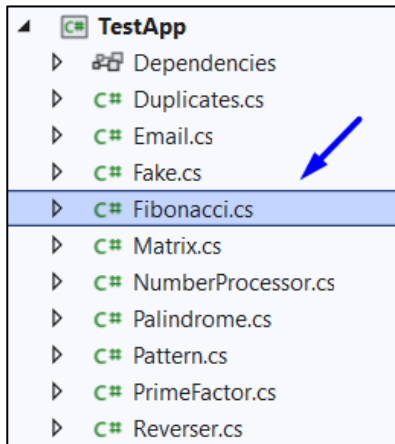 C# TestApp
Dependencies
C# Duplicates.cs
C# Email.cs
C# Fake.cs
C# Fibonacci.cs
C# Matrix.cs
C# NumberProcessor.cs
C# Palindrome.cs
C# Pattern.cs
C# PrimeFactor.cs
C# Reverser.cs